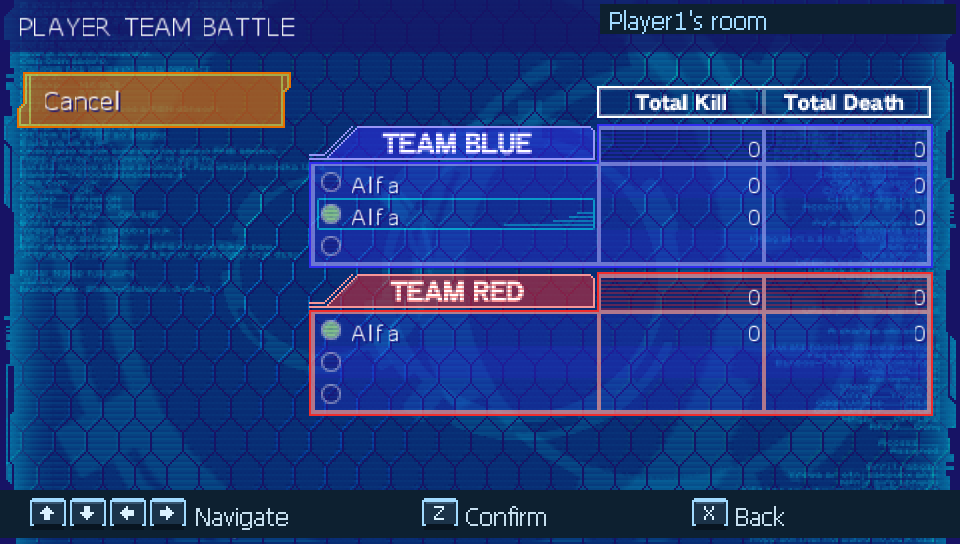 PLAYER TEAM BATTLE
Player1's room
Cancel
Total Kill Total Death
TEAM BLUE 0 0
Alfa 0 0
Alfa 0 0
TEAM RED 0 0
Alfa 0 0
Navigate Z Confirm X Back